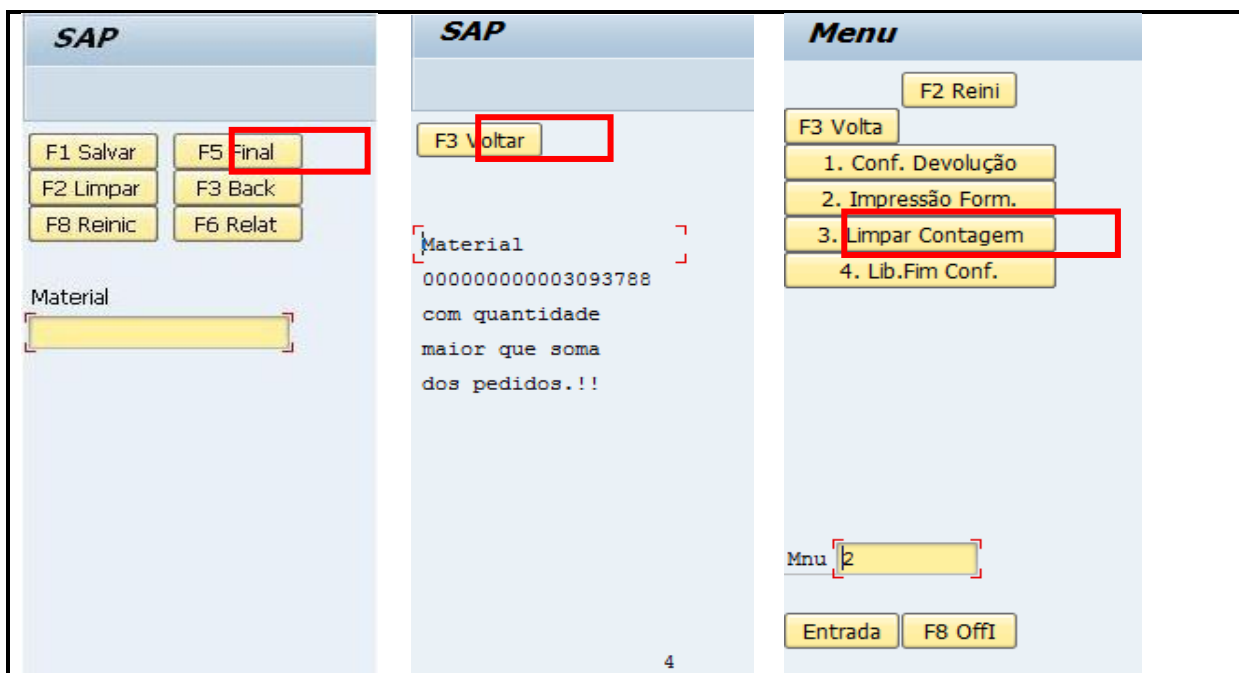 SAP
F1 Salvar F5 Final
F2 Limpar F3 Back
F8 Reinic F6 Relat
Material
SAP
F3 Voltar
Material
000000000003093788
com quantidade
maior que soma
dos pedidos.!!
4
Menu
F2 Reini
F3 Volta
1. Conf. Devolução
2. Impressão Form.
3. Limpar Contagem
4. Lib.Fim Conf.
Mnu 2
Entrada F8 OffI